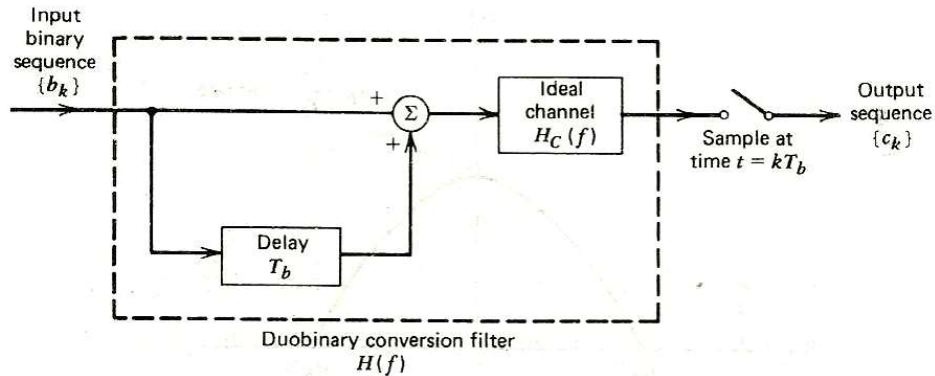 Input
binary
sequence
{b_k}
+
Σ
+
Ideal
channel
H_C(f)
Output
sequence
{c_k}
Sample at
time t = kT_b
Delay
T_b
Duobinary conversion filter
H(f)